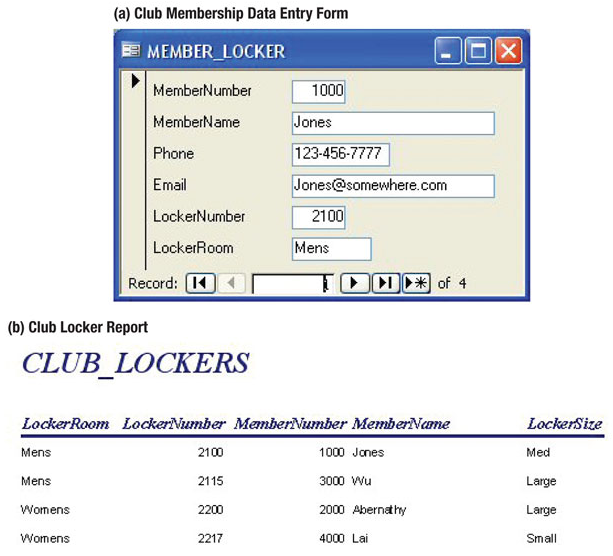 (a) Club Membership Data Entry Form
MEMBER_LOCKER
MemberNumber 1000
MemberName Jones
Phone 123-456-7777
Email Jones@somewhere.com
LockerNumber 2100
LockerRoom Mens
Record: 1 of 4
(b) Club Locker Report
CLUB_LOCKERS
LockerRoom LockerNumber MemberNumber MemberName LockerSize
Mens 2100 1000 Jones Med
Mens 2115 3000 Wu Large
Womens 2200 2000 Abernathy Large
Womens 2217 4000 Lai Small